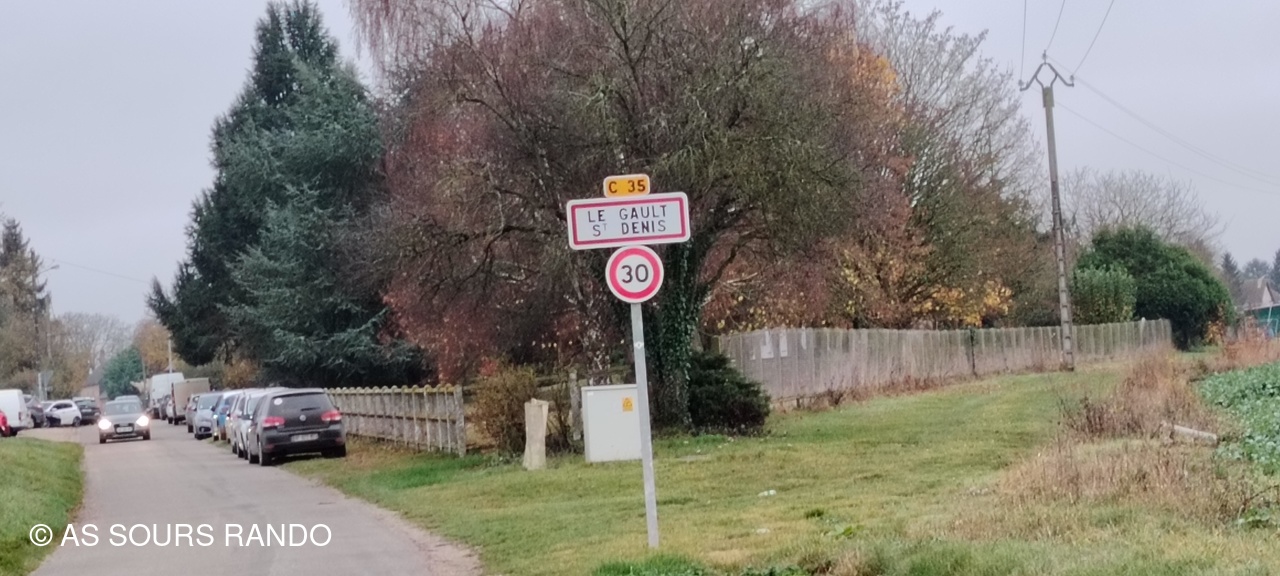 C 35
LE GAULT
ST DENIS
30
© AS SOURS RANDO